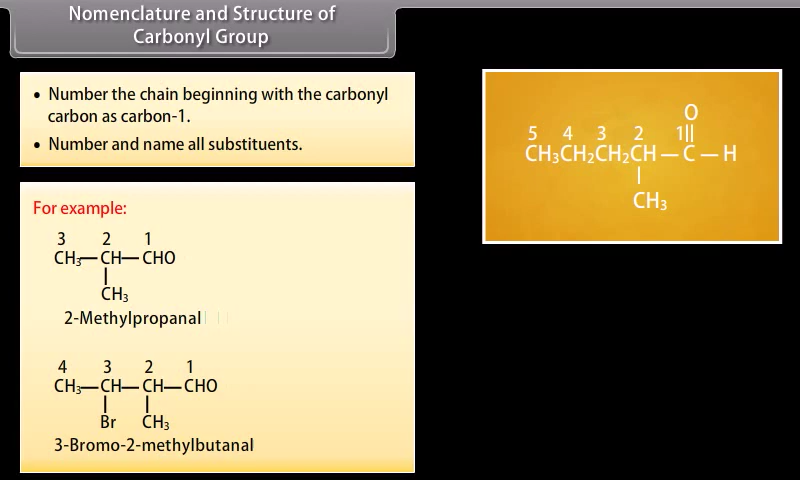 Nomenclature and Structure of
Carbonyl Group
• Number the chain beginning with the carbonyl
carbon as carbon-1.
• Number and name all substituents.
For example:
3 2 1
CH₃—CH—CHO
CH₃
2-Methylpropanal
4 3 2 1
CH₃—CH—CH—CHO
Br CH₃
3-Bromo-2-methylbutanal
O
5 4 3 2 1
CH₃CH₂CH₂CH—C—H
CH₃